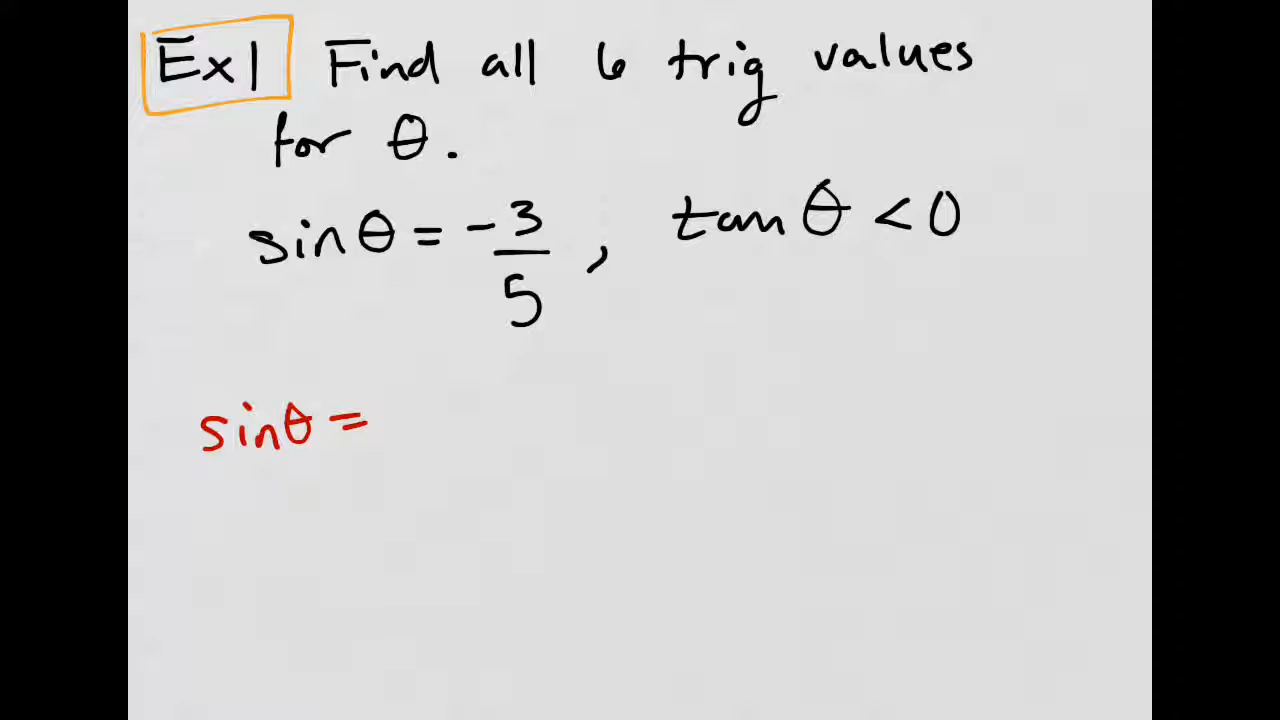 Ex1 Find all 6 trig values
for θ.
sinθ = -3/5, tanθ < 0
sinθ =